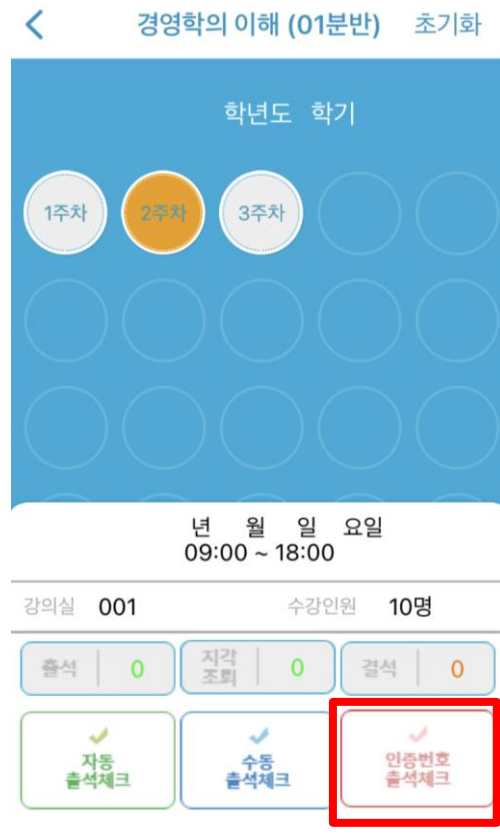 경영학의 이해 (01분반) 초기화
학년도 학기
1주차 2주차 3주차
년 월 일 요일
09:00 ~ 18:00
강의실 001 수강인원 10명
출석 0 지각 조퇴 0 결석 0
자동 출석체크 수동 출석체크 인증번호 출석체크